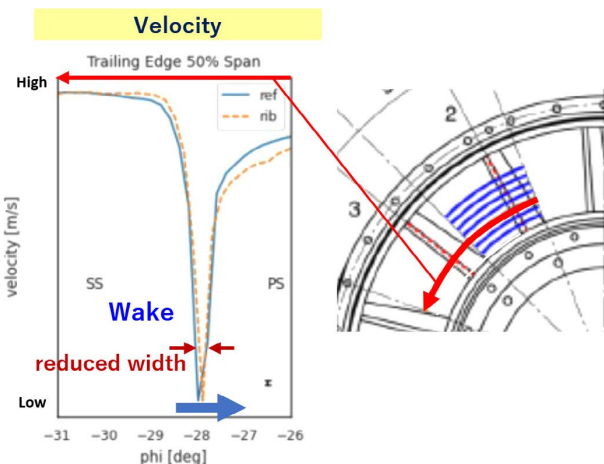 Velocity
Trailing Edge 50% Span
High
ref
rib
2
3
velocity [m/s]
SS
PS
Wake
reduced width
Low
−31
−30
−29
−28
−27
−26
phi [deg]